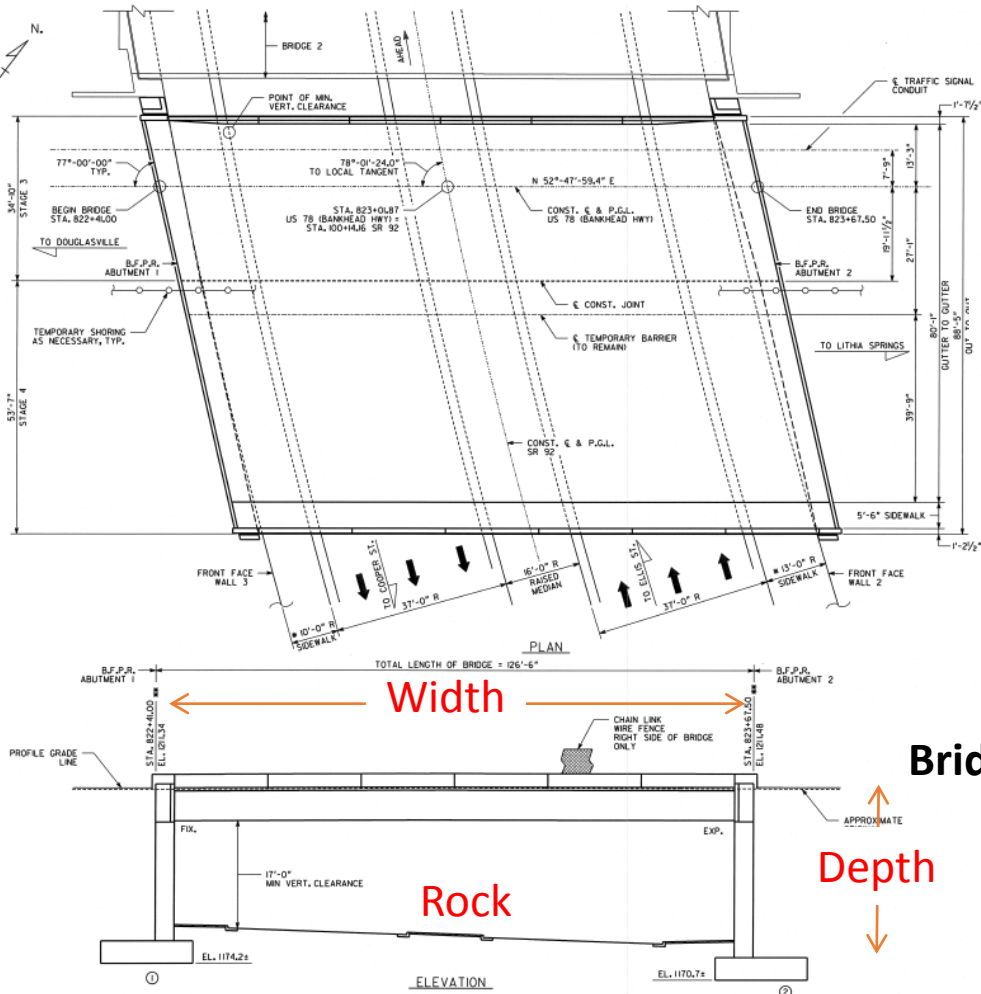 N.
BRIDGE 2
AHEAD
POINT OF MIN.
VERT. CLEARANCE
1
℄ TRAFFIC SIGNAL
CONDUIT
1'-7½"
77°-00'-00"
TYP.
78°-01'-24.0"
TO LOCAL TANGENT
N 52°-47'-59.4" E
7'-9"
13'-3"
34'-10"
STAGE 3
BEGIN BRIDGE
STA. 822+41.00
STA. 823+01.87
US 78 (BANKHEAD HWY) =
STA. 100+14.16 SR 92
CONST. ℄ & P.G.L.
US 78 (BANKHEAD HWY)
END BRIDGE
STA. 823+67.50
19'-11½"
27'-1"
TO DOUGLASVILLE
B.F.P.R.
ABUTMENT 1
B.F.P.R.
ABUTMENT 2
℄ CONST. JOINT
TEMPORARY SHORING
AS NECESSARY, TYP.
℄ TEMPORARY BARRIER
(TO REMAIN)
TO LITHIA SPRINGS
80'-1"
GUTTER TO GUTTER
88'-5"
OUT TO OUT
53'-7"
STAGE 4
39'-9"
CONST. ℄ & P.G.L.
SR 92
5'-6" SIDEWALK
1'-2½"
FRONT FACE
WALL 3
TO COOPER ST.
16'-0" R
RAISED
MEDIAN
TO ELLIS ST.
* 13'-0" R
SIDEWALK
FRONT FACE
WALL 2
* 10'-0" R
SIDEWALK
37'-0" R
37'-0" R
PLAN
B.F.P.R.
ABUTMENT 1
TOTAL LENGTH OF BRIDGE = 126'-6"
B.F.P.R.
ABUTMENT 2
Width
STA. 822+41.00
EL. 1211.34
CHAIN LINK
WIRE FENCE
RIGHT SIDE OF BRIDGE
ONLY
STA. 823+67.50
EL. 1211.48
PROFILE GRADE
LINE
Brid
APPROXIMATE
FIX.
EXP.
Depth
17'-0"
MIN VERT. CLEARANCE
Rock
EL. 1174.2±
EL. 1170.7±
1
ELEVATION
2